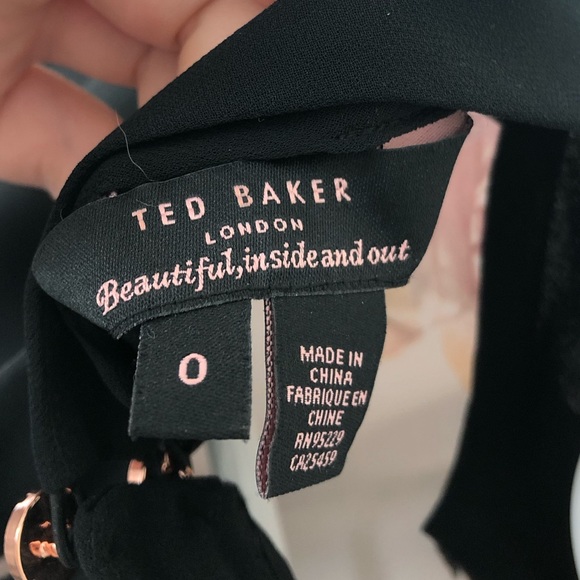 TED BAKER
LONDON
Beautiful, inside and out
0
MADE IN
CHINA
FABRIQUE EN
CHINE
RN95229
CA25459